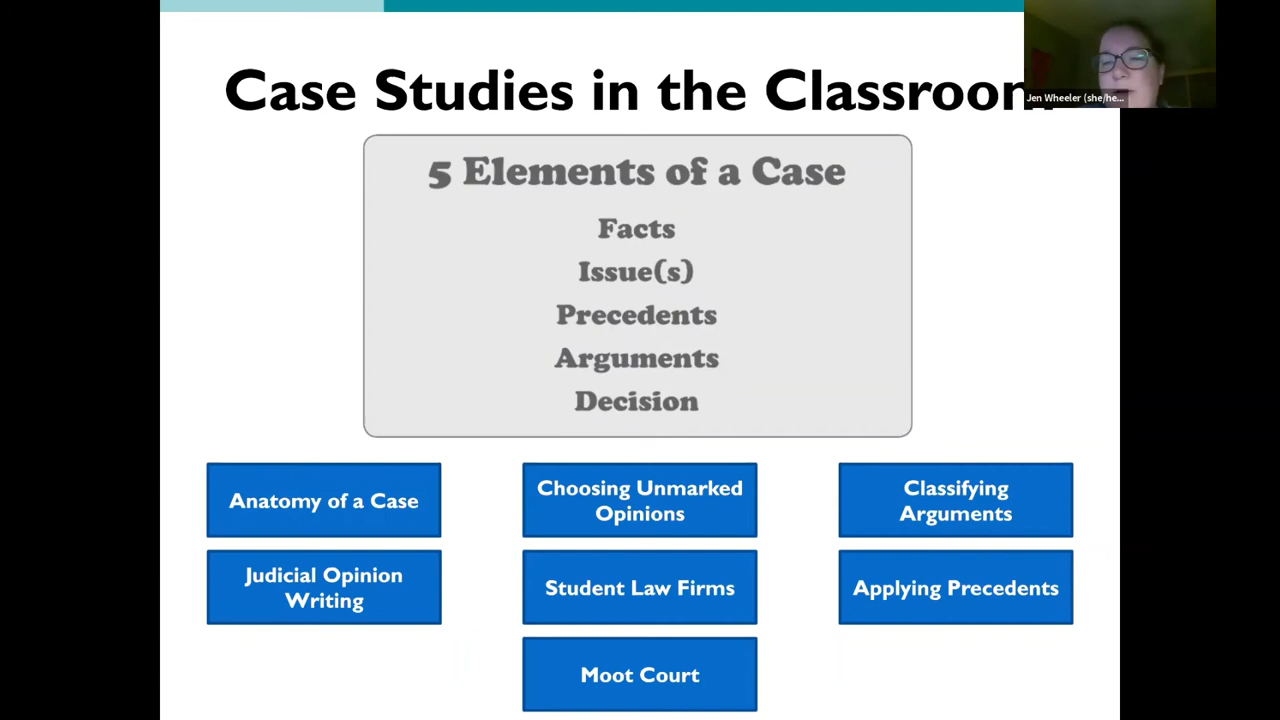 Case Studies in the Classroom
Jen Wheeler (she/he...
5 Elements of a Case
Facts
Issue(s)
Precedents
Arguments
Decision
Anatomy of a Case
Choosing Unmarked
Opinions
Classifying
Arguments
Judicial Opinion
Writing
Student Law Firms
Applying Precedents
Moot Court